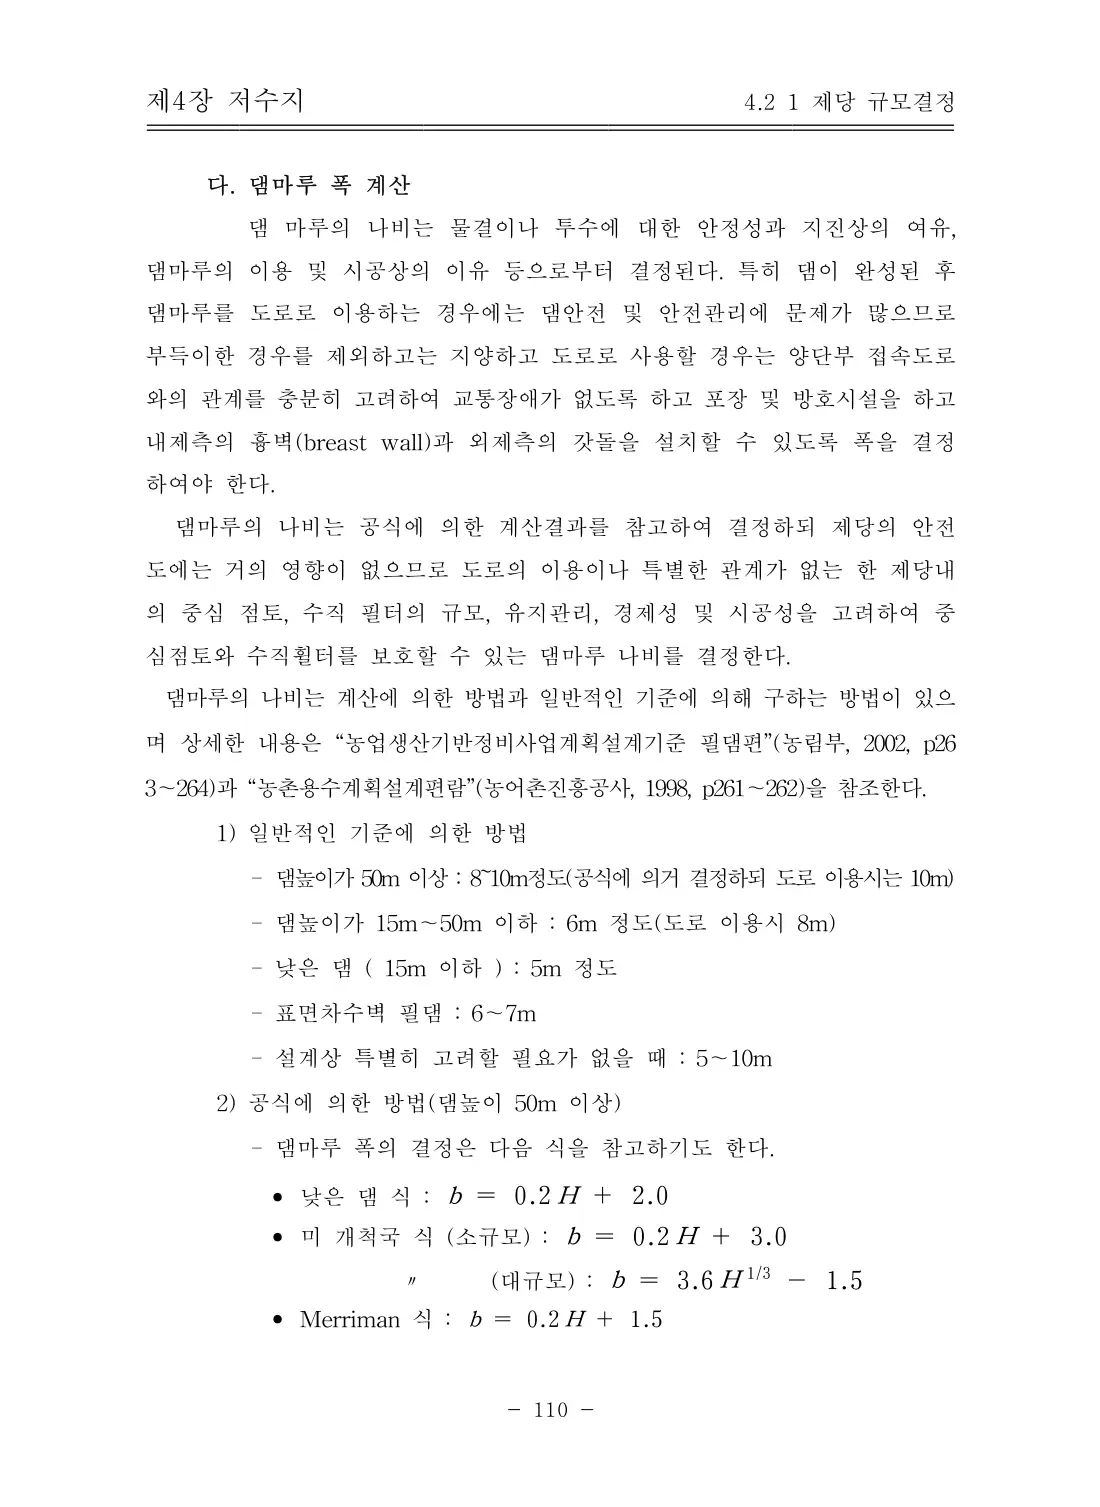 제4장 저수지 4.2 1 제당 규모결정
다. 댐마루 폭 계산
댐 마루의 나비는 물결이나 투수에 대한 안정성과 지진상의 여유,
댐마루의 이용 및 시공상의 이유 등으로부터 결정된다. 특히 댐이 완성된 후
댐마루를 도로로 이용하는 경우에는 댐안전 및 안전관리에 문제가 많으므로
부득이한 경우를 제외하고는 지양하고 도로로 사용할 경우는 양단부 접속도로
와의 관계를 충분히 고려하여 교통장애가 없도록 하고 포장 및 방호시설을 하고
내제측의 흉벽(breast wall)과 외제측의 갓돌을 설치할 수 있도록 폭을 결정
하여야 한다.
댐마루의 나비는 공식에 의한 계산결과를 참고하여 결정하되 제당의 안전
도에는 거의 영향이 없으므로 도로의 이용이나 특별한 관계가 없는 한 제당내
의 중심 점토, 수직 필터의 규모, 유지관리, 경제성 및 시공성을 고려하여 중
심점토와 수직휠터를 보호할 수 있는 댐마루 나비를 결정한다.
댐마루의 나비는 계산에 의한 방법과 일반적인 기준에 의해 구하는 방법이 있으
며 상세한 내용은 “농업생산기반정비사업계획설계기준 필댐편”(농림부, 2002, p26
3~264)과 “농촌용수계획설계편람”(농어촌진흥공사, 1998, p261~262)을 참조한다.
1) 일반적인 기준에 의한 방법
- 댐높이가 50m 이상 : 8~10m정도(공식에 의거 결정하되 도로 이용시는 10m)
- 댐높이가 15m~50m 이하 : 6m 정도(도로 이용시 8m)
- 낮은 댐 ( 15m 이하 ) : 5m 정도
- 표면차수벽 필댐 : 6~7m
- 설계상 특별히 고려할 필요가 없을 때 : 5~10m
2) 공식에 의한 방법(댐높이 50m 이상)
- 댐마루 폭의 결정은 다음 식을 참고하기도 한다.
• 낮은 댐 식 : b = 0.2H + 2.0
• 미 개척국 식 (소규모) : b = 0.2H + 3.0
〃 (대규모) : b = 3.6H^{1/3} - 1.5
• Merriman 식 : b = 0.2H + 1.5
- 110 -